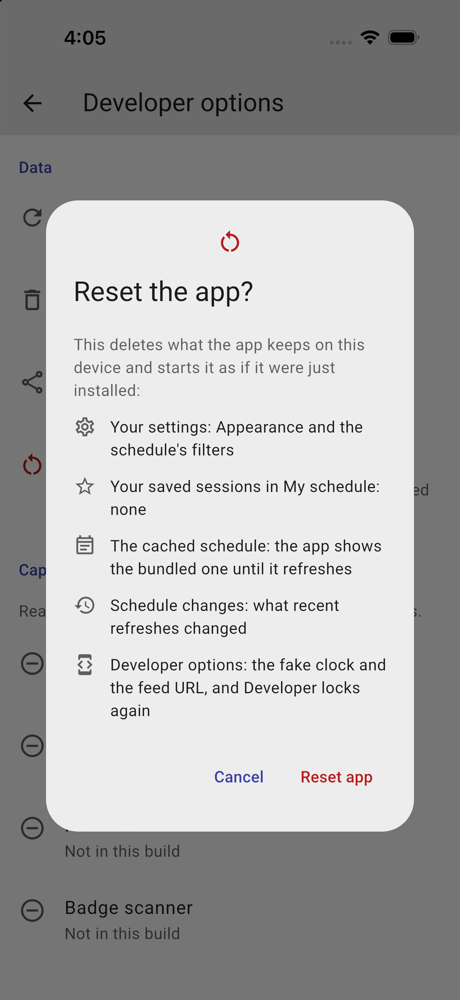 4:05
Developer options
Data
Reset the app?
This deletes what the app keeps on this
device and starts it as if it were just
installed:
Your settings: Appearance and the
schedule's filters
Your saved sessions in My schedule:
none
The cached schedule: the app shows
the bundled one until it refreshes
Schedule changes: what recent
refreshes changed
Developer options: the fake clock and
the feed URL, and Developer locks
again
Cancel
Reset app
Not in this build
Badge scanner
Not in this build